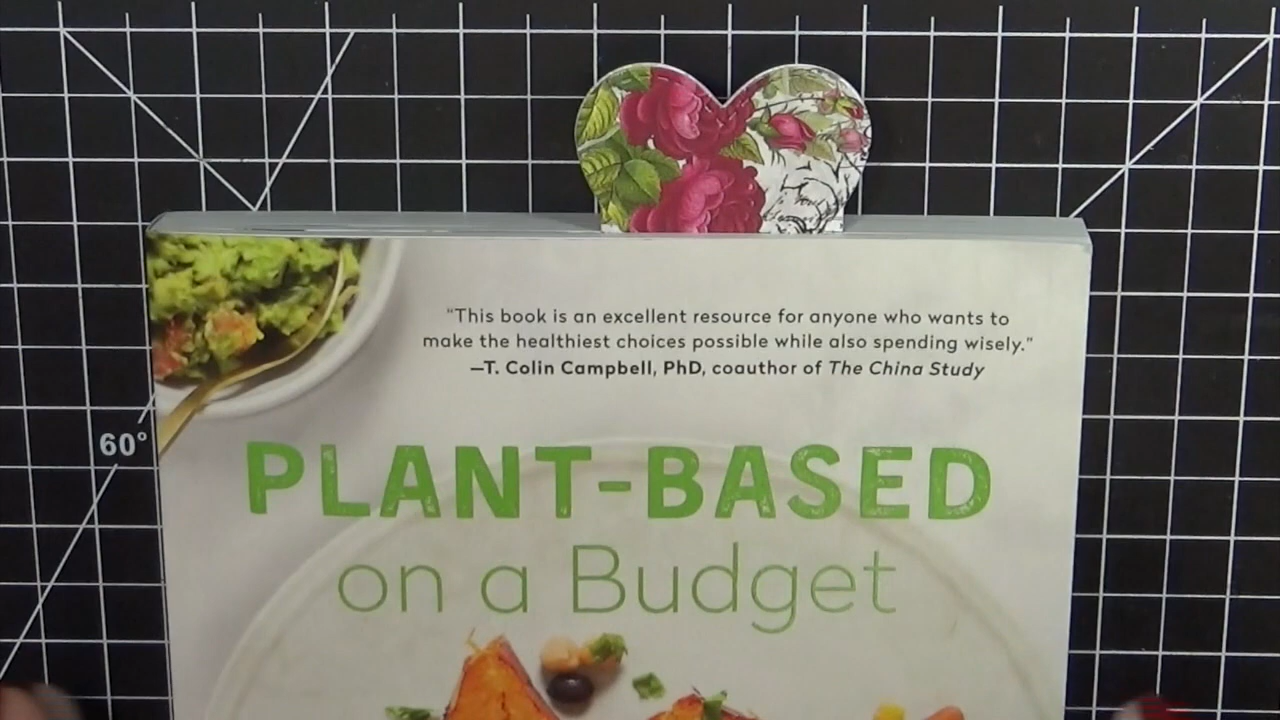 "This book is an excellent resource for anyone who wants to
make the healthiest choices possible while also spending wisely."
—T. Colin Campbell, PhD, coauthor of The China Study
60°
PLANT-BASED
on a Budget